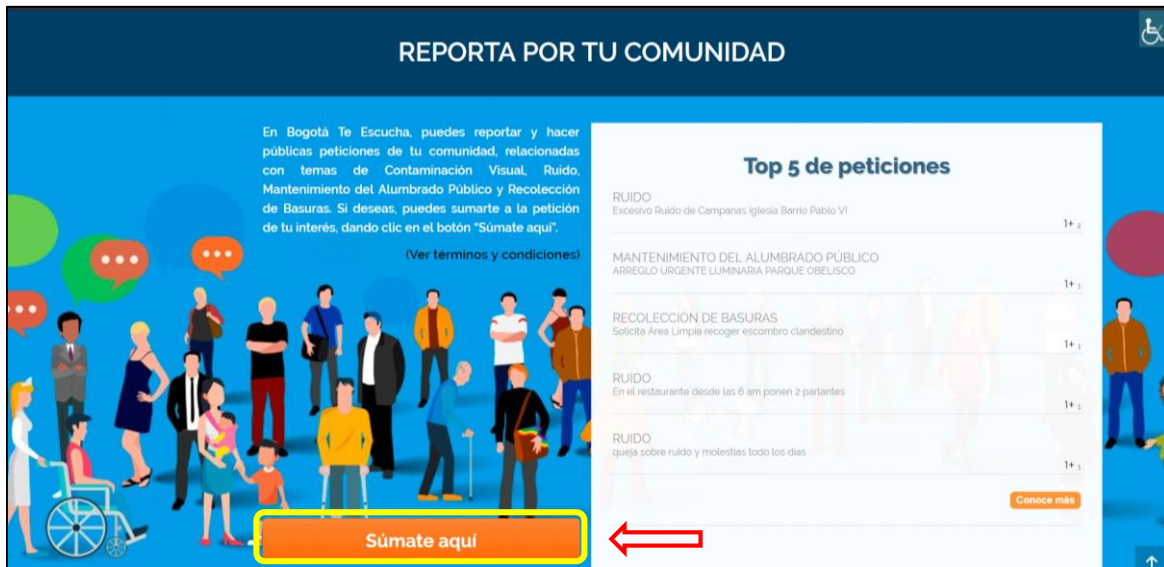 REPORTA POR TU COMUNIDAD
En Bogotá Te Escucha, puedes reportar y hacer
públicas peticiones de tu comunidad, relacionadas
con temas de Contaminación Visual, Ruido,
Mantenimiento del Alumbrado Público y Recolección
de Basuras. Si deseas, puedes sumarte a la petición
de tu interés, dando clic en el botón "Súmate aquí".
(Ver términos y condiciones)
Súmate aquí
Top 5 de peticiones
RUIDO
Excesivo Ruido de Campanas Iglesia Barrio Pablo VI
1+ 2
MANTENIMIENTO DEL ALUMBRADO PÚBLICO
ARREGLO URGENTE LUMINARIA PARQUE OBELISCO
1+ 1
RECOLECCIÓN DE BASURAS
Solicita Area Limpia recoger escombro clandestino
1+ 1
RUIDO
En el restaurante desde las 6 am ponen 2 parlantes
1+ 1
RUIDO
queja sobre ruido y molestias todo los días
1+ 1
Conoce más